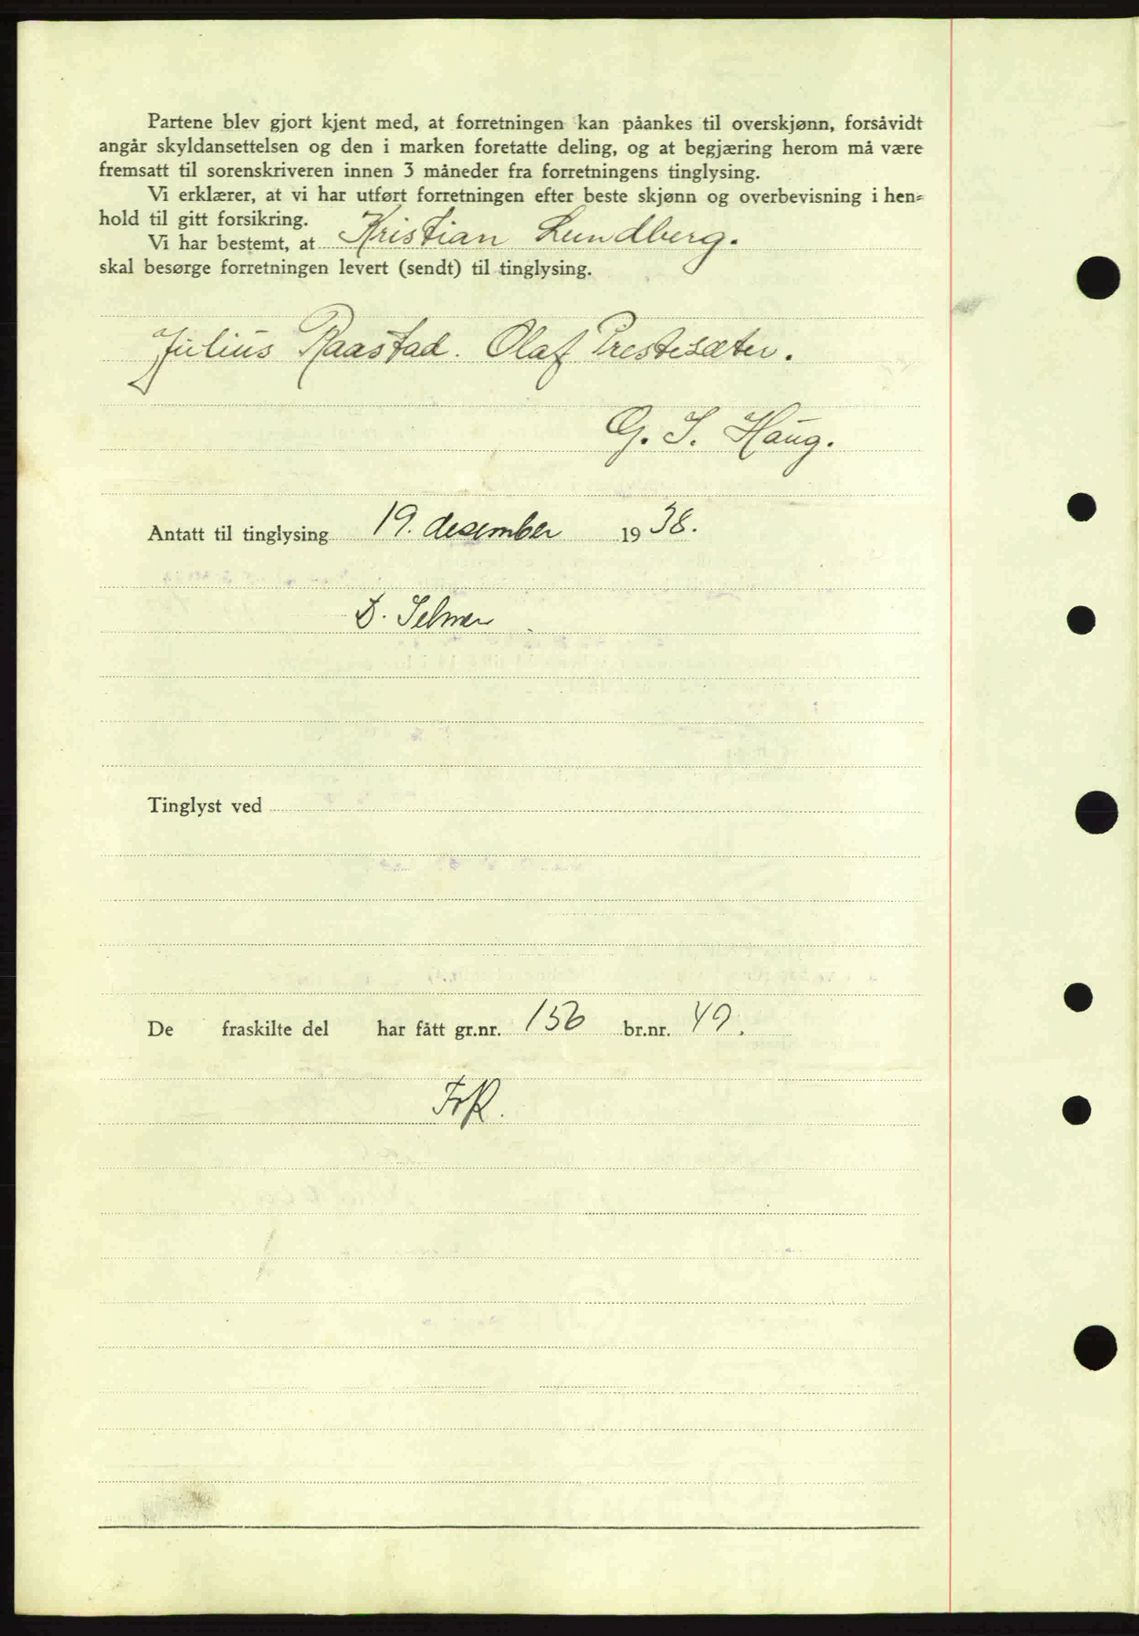 Partene blev gjort kjent med, at forretningen kan påankes til overskjønn, forsåvidt
angår skyldansettelsen og den i marken foretatte deling, og at begjæring herom må være
fremsatt til sorenskriveren innen 3 måneder fra forretningens tinglysing.
Vi erklærer, at vi har utført forretningen efter beste skjønn og overbevisning i hen-
hold til gitt forsikring.
Vi har bestemt, at Kristian Lundberg.
skal besørge forretningen levert (sendt) til tinglysing.
Julius Raastad. Olaf Prestesæter.
G. S. Haug.
Antatt til tinglysing 19. desember 1938.
D. Selmer
Tinglyst ved
De fraskilte del har fått gr.nr. 156 br.nr. 49.